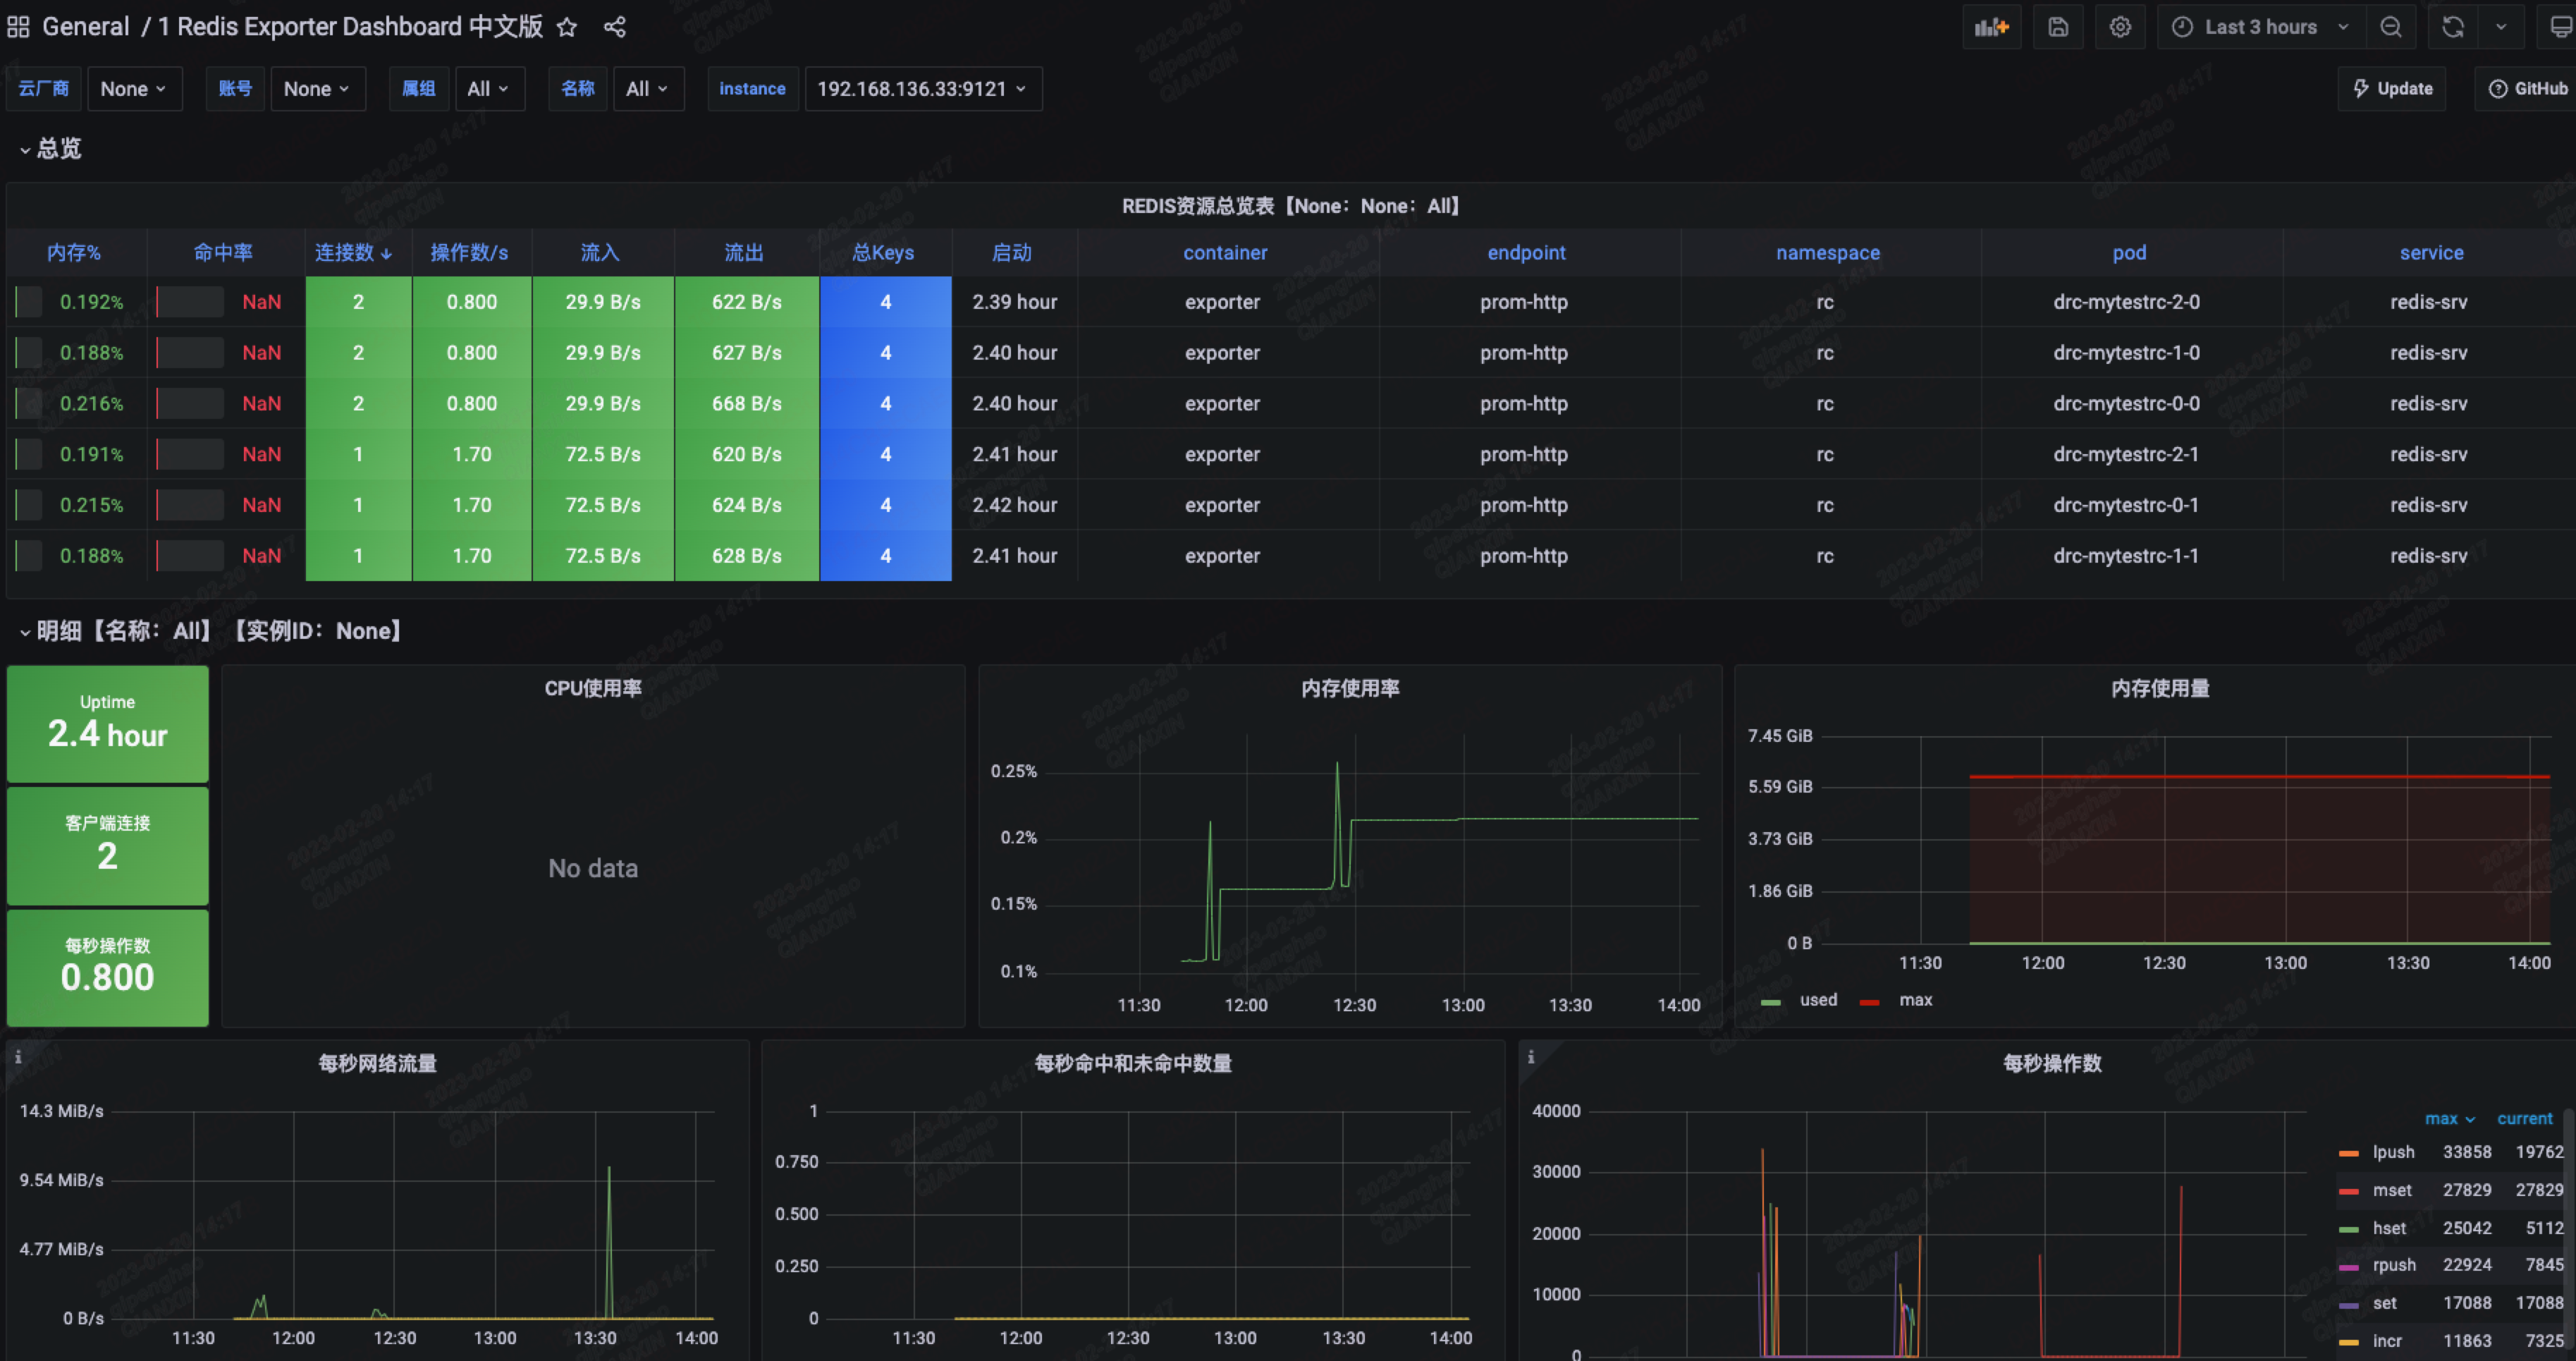 General / 1 Redis Exporter Dashboard 中文版 Last 3 hours
云厂商 None 账号 None 属组 All 名称 All instance 192.168.136.33:9121 Update GitHub
总览
REDIS资源总览表【None：None：All】
内存% 命中率 连接数 操作数/s 流入 流出 总Keys 启动 container endpoint namespace pod service
0.192% NaN 2 0.800 29.9 B/s 622 B/s 4 2.39 hour exporter prom-http rc drc-mytestrc-2-0 redis-srv
0.188% NaN 2 0.800 29.9 B/s 627 B/s 4 2.40 hour exporter prom-http rc drc-mytestrc-1-0 redis-srv
0.216% NaN 2 0.800 29.9 B/s 668 B/s 4 2.40 hour exporter prom-http rc drc-mytestrc-0-0 redis-srv
0.191% NaN 1 1.70 72.5 B/s 620 B/s 4 2.41 hour exporter prom-http rc drc-mytestrc-2-1 redis-srv
0.215% NaN 1 1.70 72.5 B/s 624 B/s 4 2.42 hour exporter prom-http rc drc-mytestrc-0-1 redis-srv
0.188% NaN 1 1.70 72.5 B/s 628 B/s 4 2.41 hour exporter prom-http rc drc-mytestrc-1-1 redis-srv
明细【名称：All】【实例ID：None】
Uptime
2.4 hour
客户端连接
2
每秒操作数
0.800
CPU使用率
No data
内存使用率
0.25%
0.2%
0.15%
0.1%
11:30 12:00 12:30 13:00 13:30 14:00
内存使用量
7.45 GiB
5.59 GiB
3.73 GiB
1.86 GiB
0 B
11:30 12:00 12:30 13:00 13:30 14:00
used max
每秒网络流量
14.3 MiB/s
9.54 MiB/s
4.77 MiB/s
0 B/s
11:30 12:00 12:30 13:00 13:30 14:00
每秒命中和未命中数量
1
0.750
0.500
0.250
0
11:30 12:00 12:30 13:00 13:30 14:00
每秒操作数
40000
30000
20000
10000
0
max current
lpush 33858 19762
mset 27829 27829
hset 25042 5112
rpush 22924 7845
set 17088 17088
incr 11863 7325
2023-02-20 14:17
qipenghao
QIANXIN